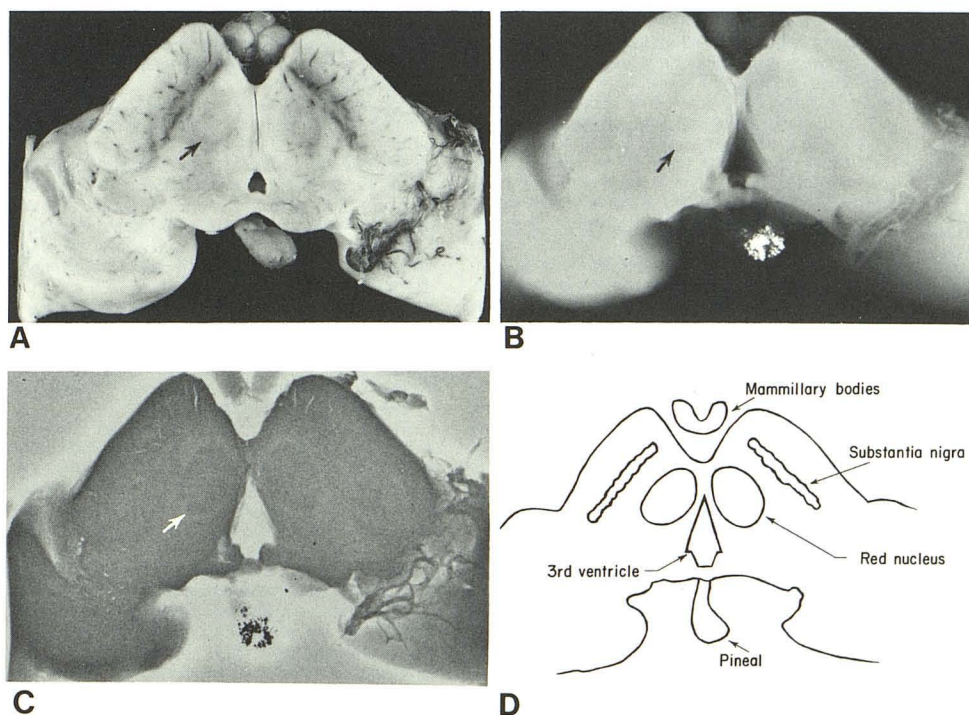 A
B
C
Mammillary bodies
Substantia nigra
3rd ventricle
Red nucleus
Pineal
D